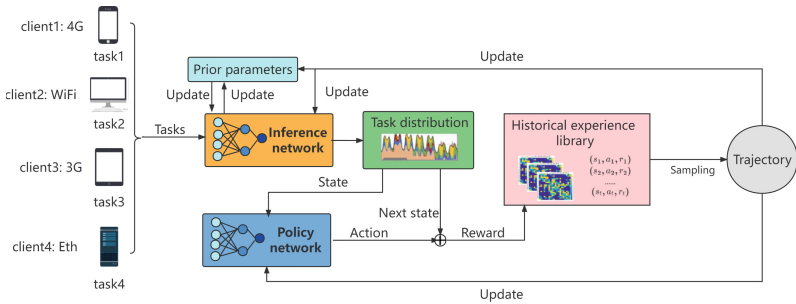 client1: 4G
task1
client2: WiFi
task2
client3: 3G
task3
client4: Eth
task4
Tasks
Prior parameters
Update
Update
Update
Update
Inference
network
Task distribution
State
Next state
Policy
network
Action
Reward
Historical experience
library
(s₁, a₁, r₁)
(s₂, a₂, r₂)
......
(sₜ, aₜ, rₜ)
Sampling
Trajectory
Update